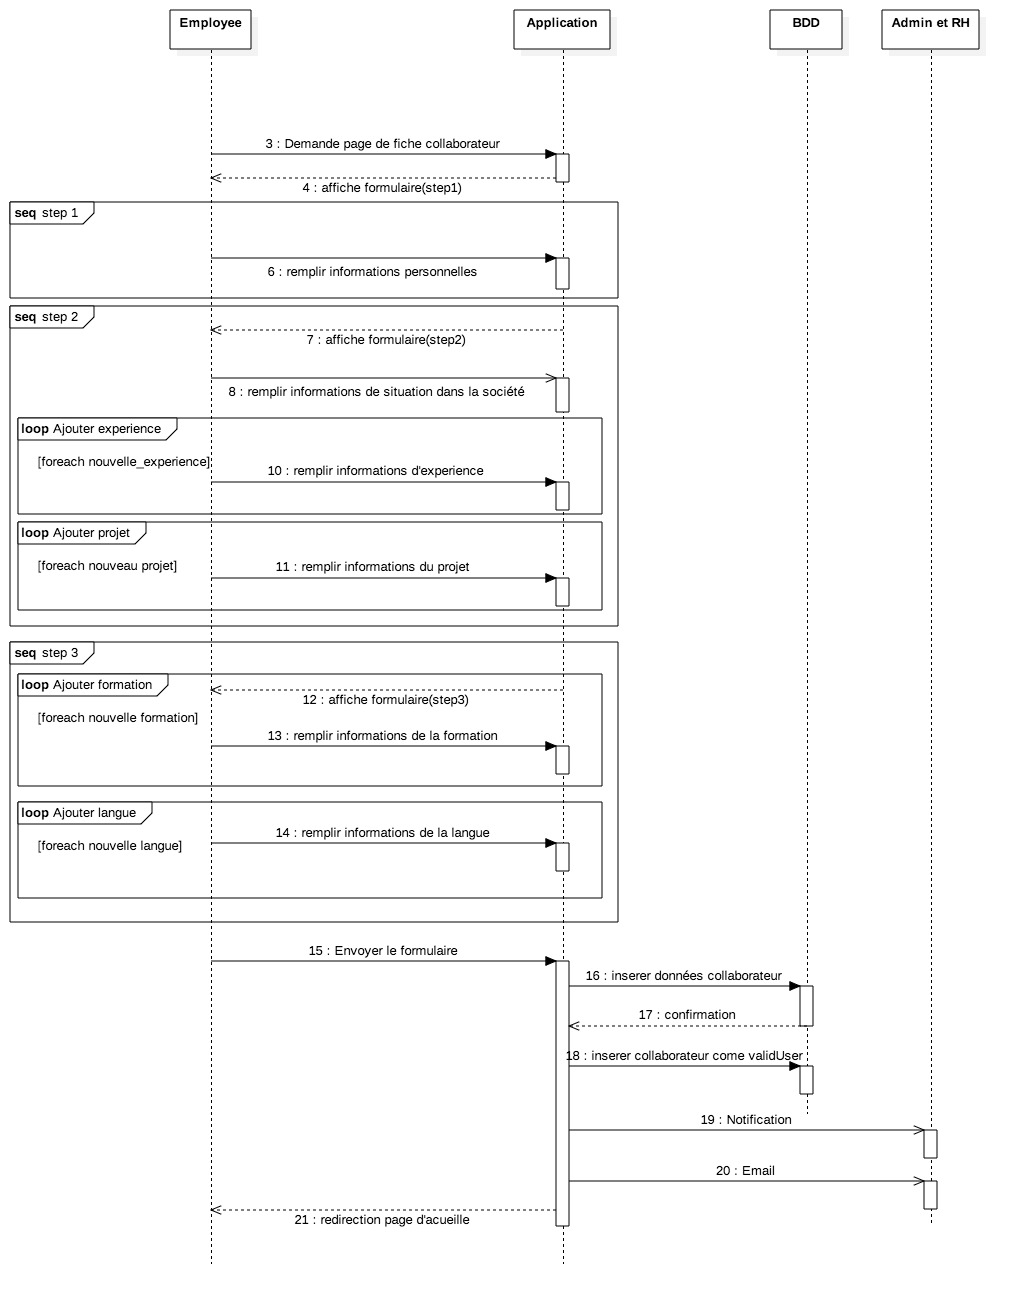 Employee
Application
BDD
Admin et RH
3 : Demande page de fiche collaborateur
4 : affiche formulaire(step1)
seq step 1
6 : remplir informations personnelles
seq step 2
7 : affiche formulaire(step2)
8 : remplir informations de situation dans la société
loop Ajouter experience
[foreach nouvelle_experience]
10 : remplir informations d'experience
loop Ajouter projet
[foreach nouveau projet]
11 : remplir informations du projet
seq step 3
loop Ajouter formation
12 : affiche formulaire(step3)
[foreach nouvelle formation]
13 : remplir informations de la formation
loop Ajouter langue
14 : remplir informations de la langue
[foreach nouvelle langue]
15 : Envoyer le formulaire
16 : inserer données collaborateur
17 : confirmation
18 : inserer collaborateur come validUser
19 : Notification
20 : Email
21 : redirection page d'acueille